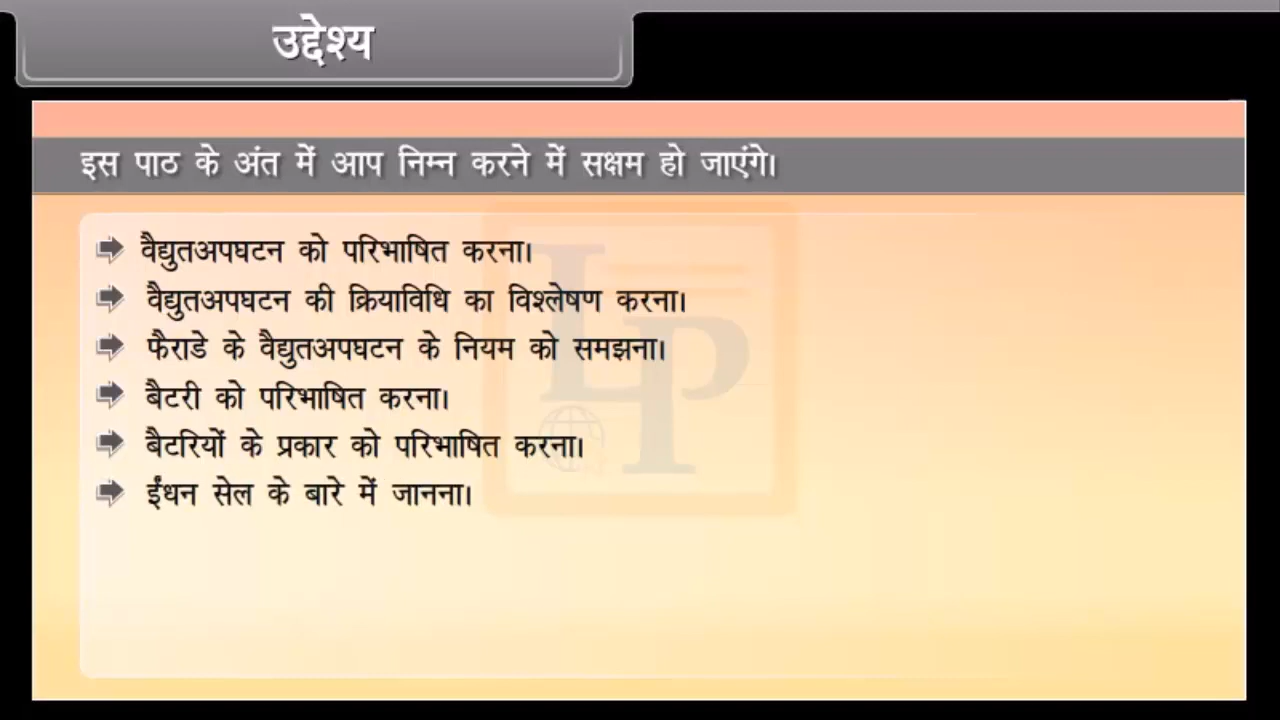 उद्देश्य
इस पाठ के अंत में आप निम्न करने में सक्षम हो जाएंगे।
वैद्युतअपघटन को परिभाषित करना।
वैद्युतअपघटन की क्रियाविधि का विश्लेषण करना।
फैराडे के वैद्युतअपघटन के नियम को समझना।
बैटरी को परिभाषित करना।
बैटरियों के प्रकार को परिभाषित करना।
ईंधन सेल के बारे में जानना।
LP